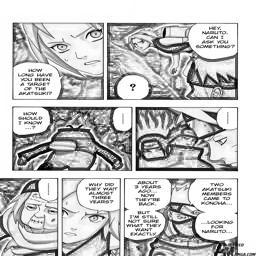 HEY,
NARUTO.
CAN I
ASK YOU
SOMETHING?
?
HOW
LONG HAVE
YOU BEEN
A TARGET
OF THE
AKATSUKI?
!
!
HOW
SHOULD
I KNOW
...?
TWO
AKATSUKI
MEMBERS
CAME TO
KONOHA...
...LOOKING
FOR
NARUTO...
ABOUT
3 YEARS
AGO...
NOW
THEY'RE
BACK.
BUT
I'M STILL
NOT SURE
WHAT THEY
WANT
EXACTLY.
WHY DID
THEY WAIT
ALMOST
THREE
YEARS?
!